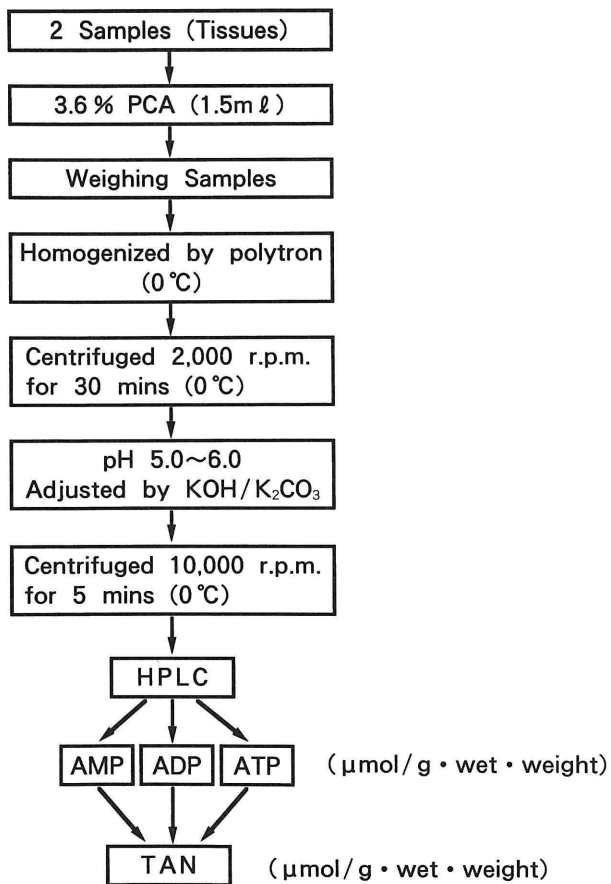 2 Samples (Tissues)
3.6% PCA (1.5mℓ)
Weighing Samples
Homogenized by polytron
(0℃)
Centrifuged 2,000 r.p.m.
for 30 mins (0℃)
pH 5.0～6.0
Adjusted by KOH/K₂CO₃
Centrifuged 10,000 r.p.m.
for 5 mins (0℃)
HPLC
AMP ADP ATP (μmol/g・wet・weight)
TAN (μmol/g・wet・weight)